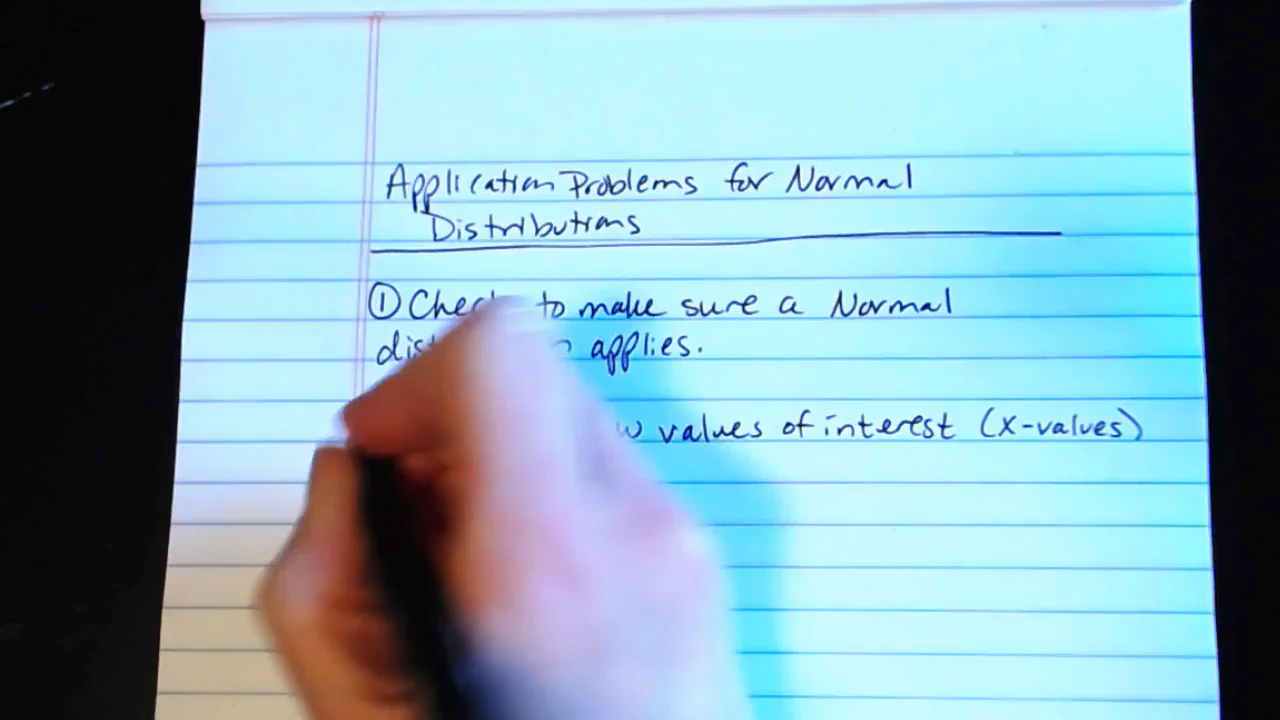 Application Problems for Normal
Distributions
① Check to make sure a Normal
applies.
values of interest (x-values)